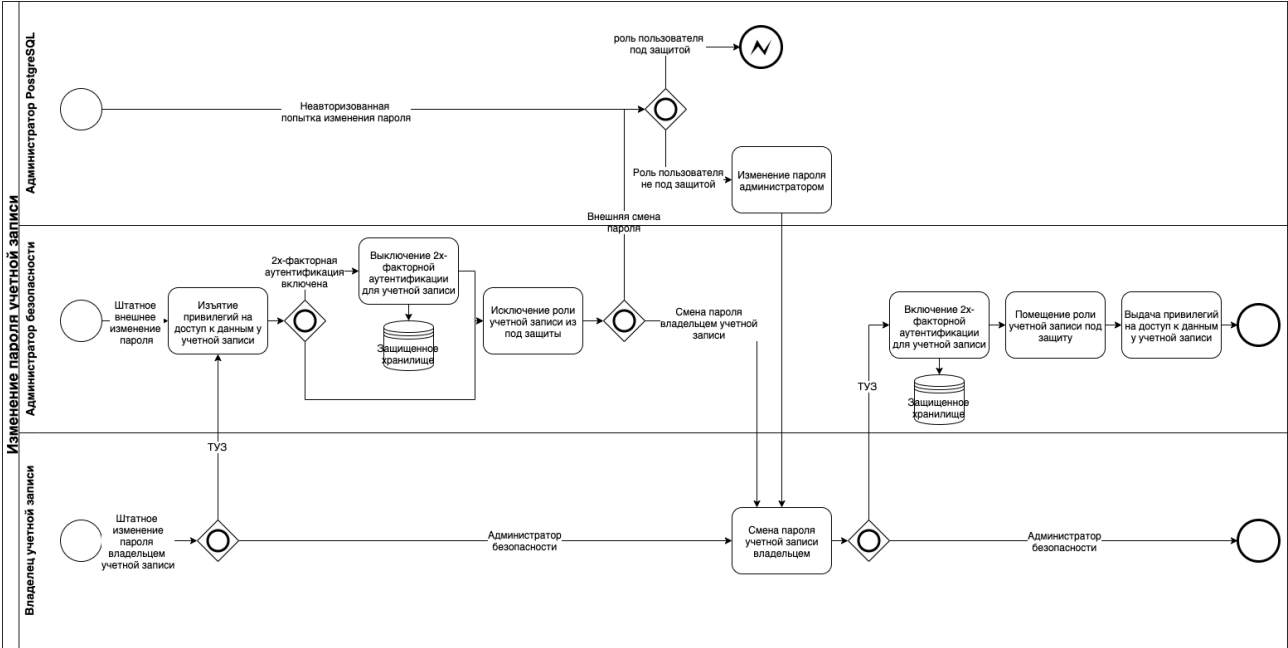 Изменение пароля учетной записи
Администратор PostgreSQL
роль пользователя
под защитой
Неавторизованная
попытка изменения пароля
Роль пользователя
не под защитой
Изменение пароля
администратором
Внешняя смена
пароля
Администратор безопасности
Штатное
внешнее
изменение
пароля
Изъятие
привилегий на
доступ к данным у
учетной записи
2х-факторная
аутентификация
включена
Выключение 2х-
факторной
аутентификации
для учетной записи
Защищенное
хранилище
Исключение роли
учетной записи из
под защиты
Смена пароля
владельцем учетной
записи
Включение 2х-
факторной
аутентификации
для учетной записи
Защищенное
хранилище
Помещение роли
учетной записи под
защиту
Выдача привилегий
на доступ к данным
у учетной записи
ТУЗ
ТУЗ
Владелец учетной записи
Штатное
изменение
пароля
владельцем
учетной записи
Администратор
безопасности
Смена пароля
учетной записи
владельцем
Администратор
безопасности